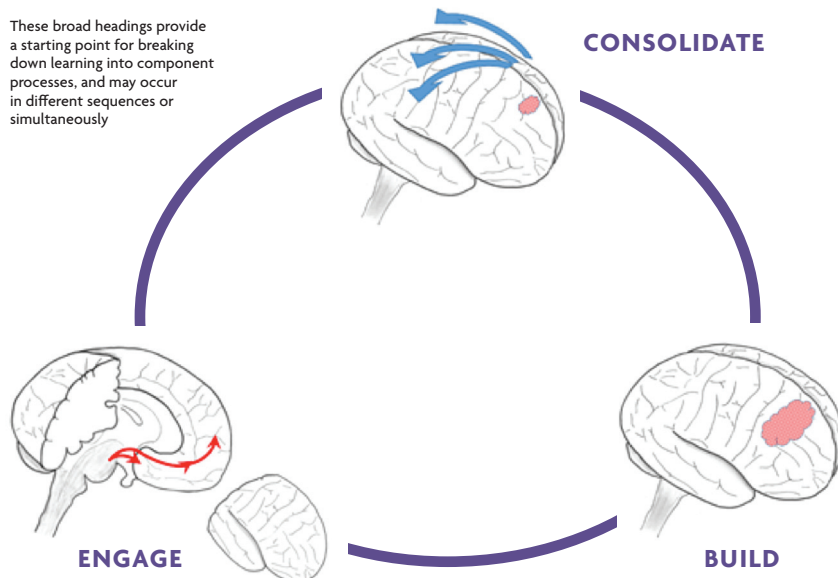 These broad headings provide
a starting point for breaking
down learning into component
processes, and may occur
in different sequences or
simultaneously
CONSOLIDATE
ENGAGE
BUILD